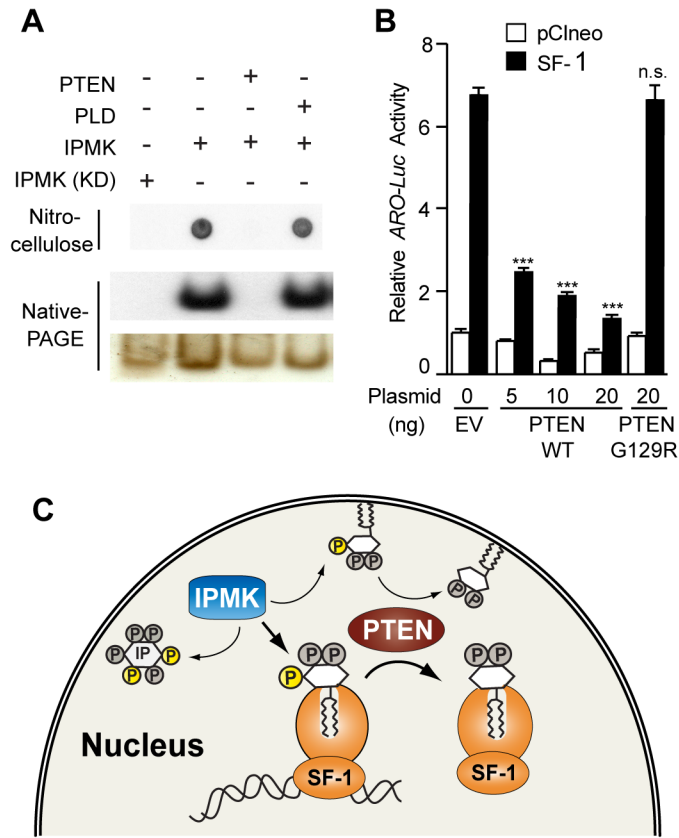 A
PTEN - - + -
PLD - - - +
IPMK - + + +
IPMK (KD) + - - -
Nitro-
cellulose
Native-
PAGE
B
pCIneo
SF-1
n.s.
Relative ARO-Luc Activity
8
6
4
2
0
***
***
***
Plasmid 0 5 10 20 20
(ng) EV PTEN PTEN
WT G129R
C
P
P P
P P
IPMK
PTEN
P P
IP
P P
P P
P P
P
P P
Nucleus
SF-1
SF-1